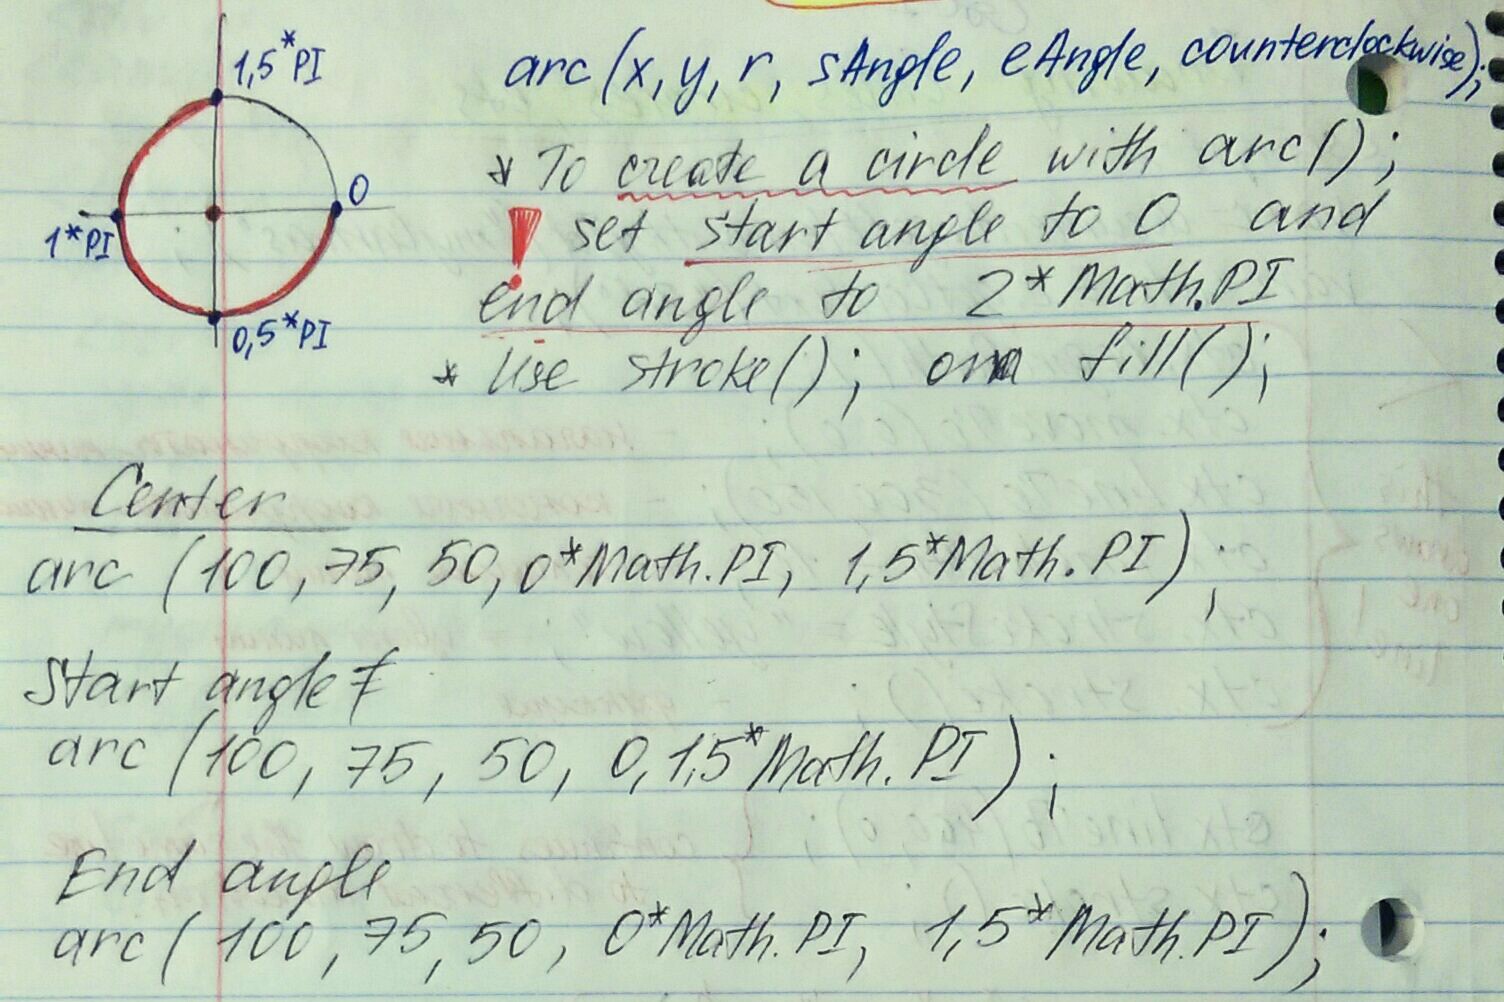 1,5*PI
0
1*PI
0,5*PI
arc(x, y, r, sAngle, eAngle, counterclockwise);
* To create a circle with arc();
! set start angle to 0 and
end angle to 2*Math.PI
* Use stroke(); or fill();
Center
arc (100, 75, 50, 0*Math.PI, 1,5*Math.PI);
Start angle
arc (100, 75, 50, 0, 1,5*Math.PI);
End angle
arc (100, 75, 50, 0*Math.PI, 1,5*Math.PI);